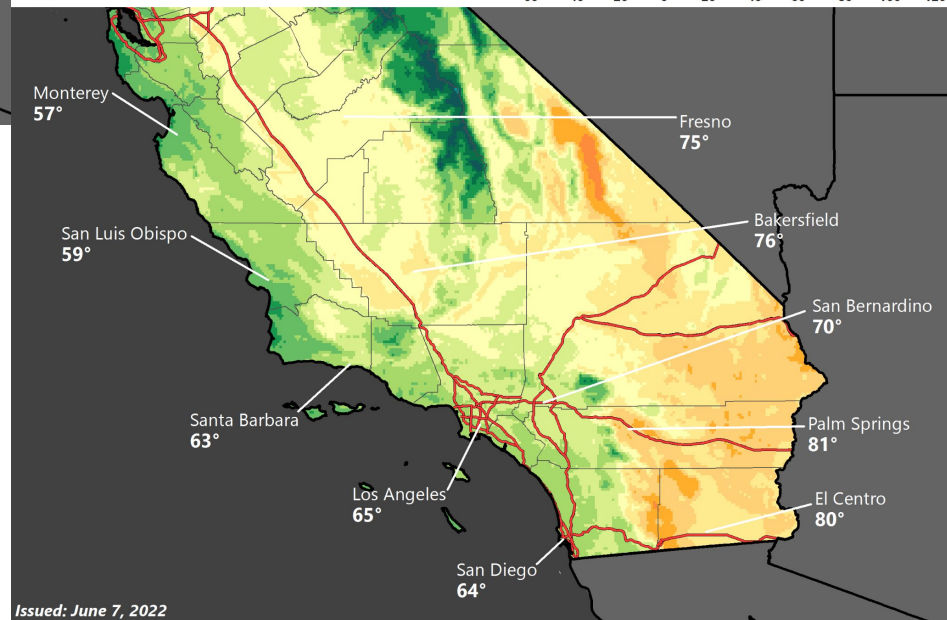 Monterey
57°
Fresno
75°
San Luis Obispo
59°
Bakersfield
76°
San Bernardino
70°
Santa Barbara
63°
Palm Springs
81°
Los Angeles
65°
El Centro
80°
San Diego
64°
Issued: June 7, 2022